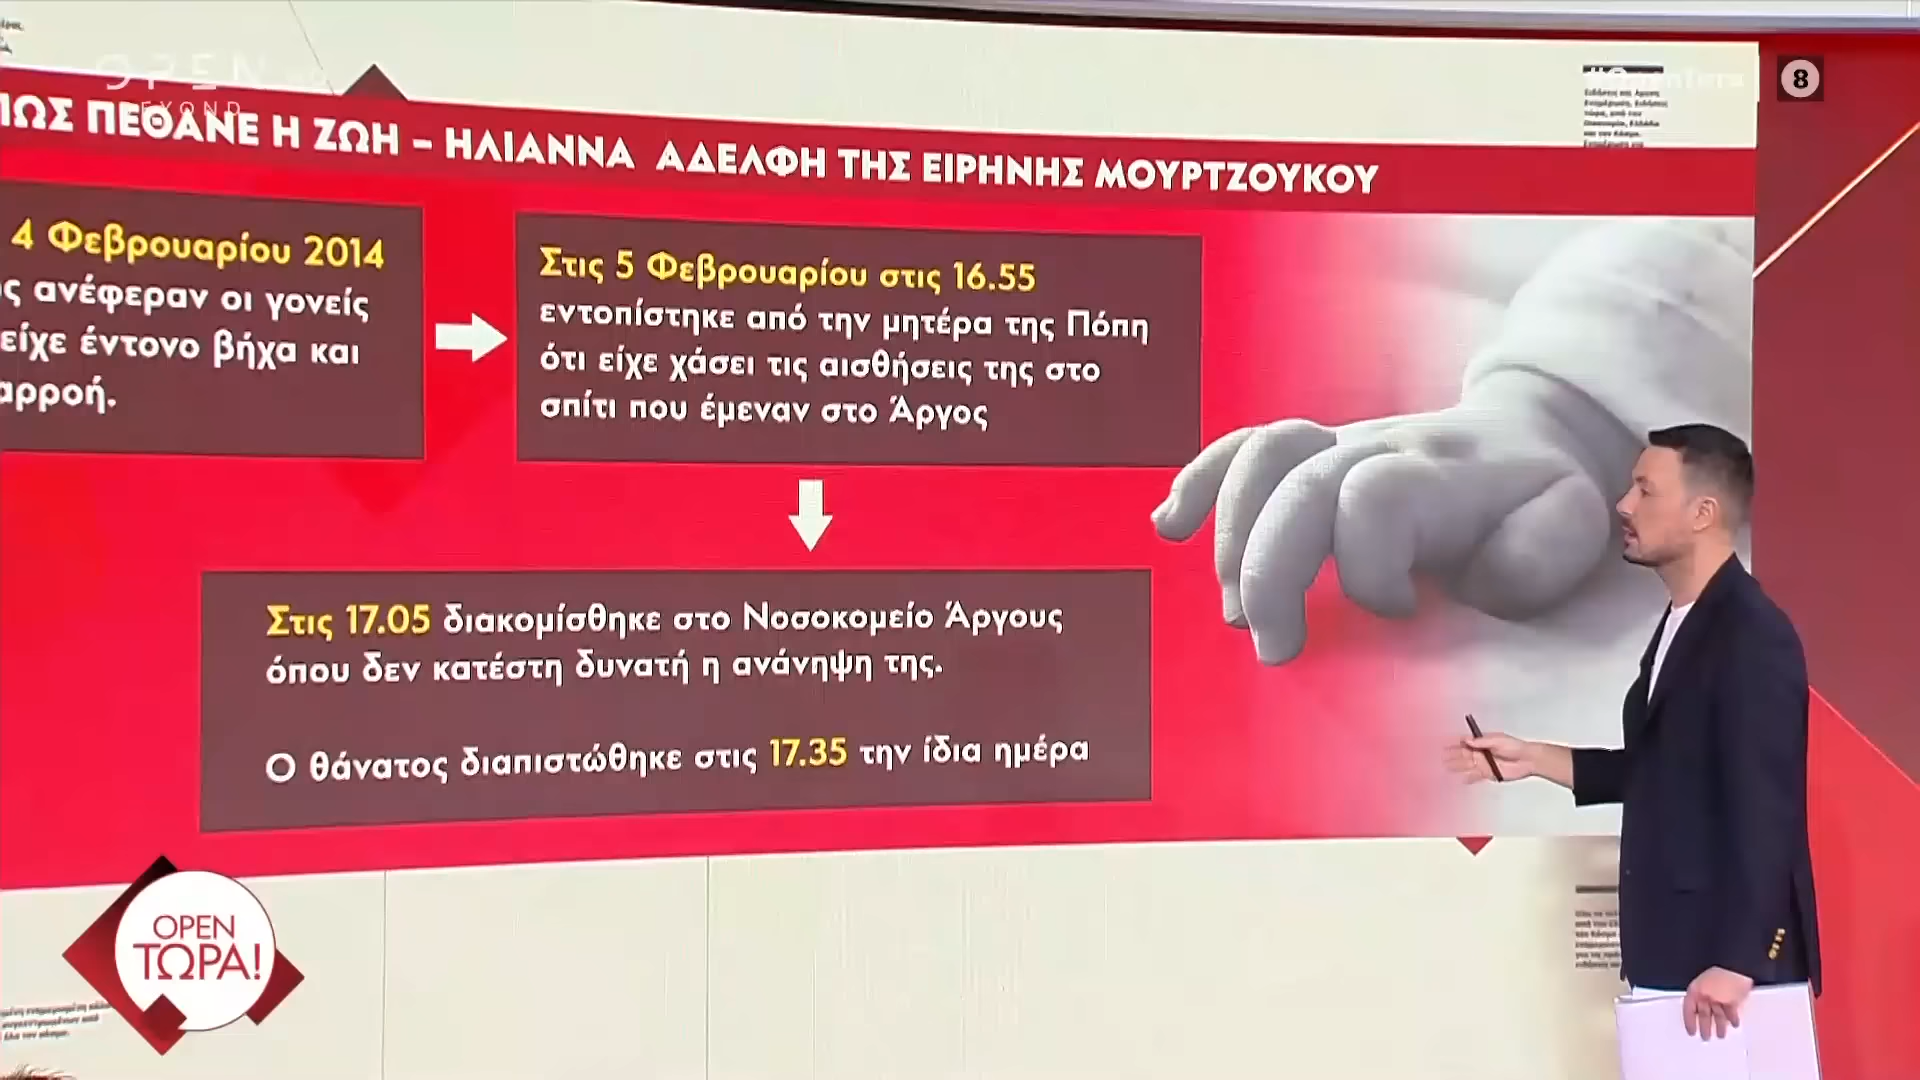 OPEN
BEYOND
8
ΠΩΣ ΠΕΘΑΝΕ Η ΖΩΗ – ΗΛΙΑΝΝΑ ΑΔΕΛΦΗ ΤΗΣ ΕΙΡΗΝΗΣ ΜΟΥΡΤΖΟΥΚΟΥ
4 Φεβρουαρίου 2014
ανέφεραν οι γονείς
είχε έντονο βήχα και
Στις 5 Φεβρουαρίου στις 16.55
εντοπίστηκε από την μητέρα της Πόπη
ότι είχε χάσει τις αισθήσεις της στο
σπίτι που έμεναν στο Άργος
Στις 17.05 διακομίσθηκε στο Νοσοκομείο Άργους
όπου δεν κατέστη δυνατή η ανάνηψη της.
Ο θάνατος διαπιστώθηκε στις 17.35 την ίδια ημέρα
OPEN
ΤΩΡΑ!